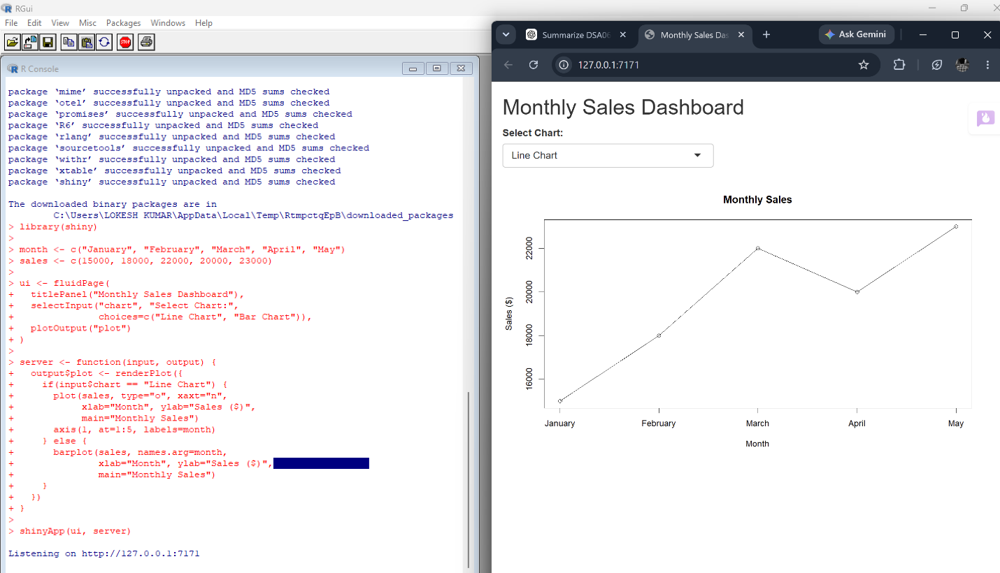 RGui
File Edit View Misc Packages Windows Help
STOP
R Console
package ‘mime’ successfully unpacked and MD5 sums checked
package ‘otel’ successfully unpacked and MD5 sums checked
package ‘promises’ successfully unpacked and MD5 sums checked
package ‘R6’ successfully unpacked and MD5 sums checked
package ‘rlang’ successfully unpacked and MD5 sums checked
package ‘sourcetools’ successfully unpacked and MD5 sums checked
package ‘withr’ successfully unpacked and MD5 sums checked
package ‘xtable’ successfully unpacked and MD5 sums checked
package ‘shiny’ successfully unpacked and MD5 sums checked
The downloaded binary packages are in
C:\Users\LOKESH KUMAR\AppData\Local\Temp\RtmpctqEpB\downloaded_packages
> library(shiny)
>
> month <- c("January", "February", "March", "April", "May")
> sales <- c(15000, 18000, 22000, 20000, 23000)
>
> ui <- fluidPage(
+   titlePanel("Monthly Sales Dashboard"),
+   selectInput("chart", "Select Chart:",
+               choices=c("Line Chart", "Bar Chart")),
+   plotOutput("plot")
+ )
>
> server <- function(input, output) {
+   output$plot <- renderPlot({
+     if(input$chart == "Line Chart") {
+       plot(sales, type="o", xaxt="n",
+            xlab="Month", ylab="Sales ($)",
+            main="Monthly Sales")
+       axis(1, at=1:5, labels=month)
+     } else {
+       barplot(sales, names.arg=month,
+               xlab="Month", ylab="Sales ($)",
+               main="Monthly Sales")
+     }
+   })
+ }
>
> shinyApp(ui, server)
Listening on http://127.0.0.1:7171
Summarize DSA06 Monthly Sales Das Ask Gemini
127.0.0.1:7171
Monthly Sales Dashboard
Select Chart:
Line Chart
Monthly Sales
Sales ($)
22000
20000
18000
16000
January February March April May
Month